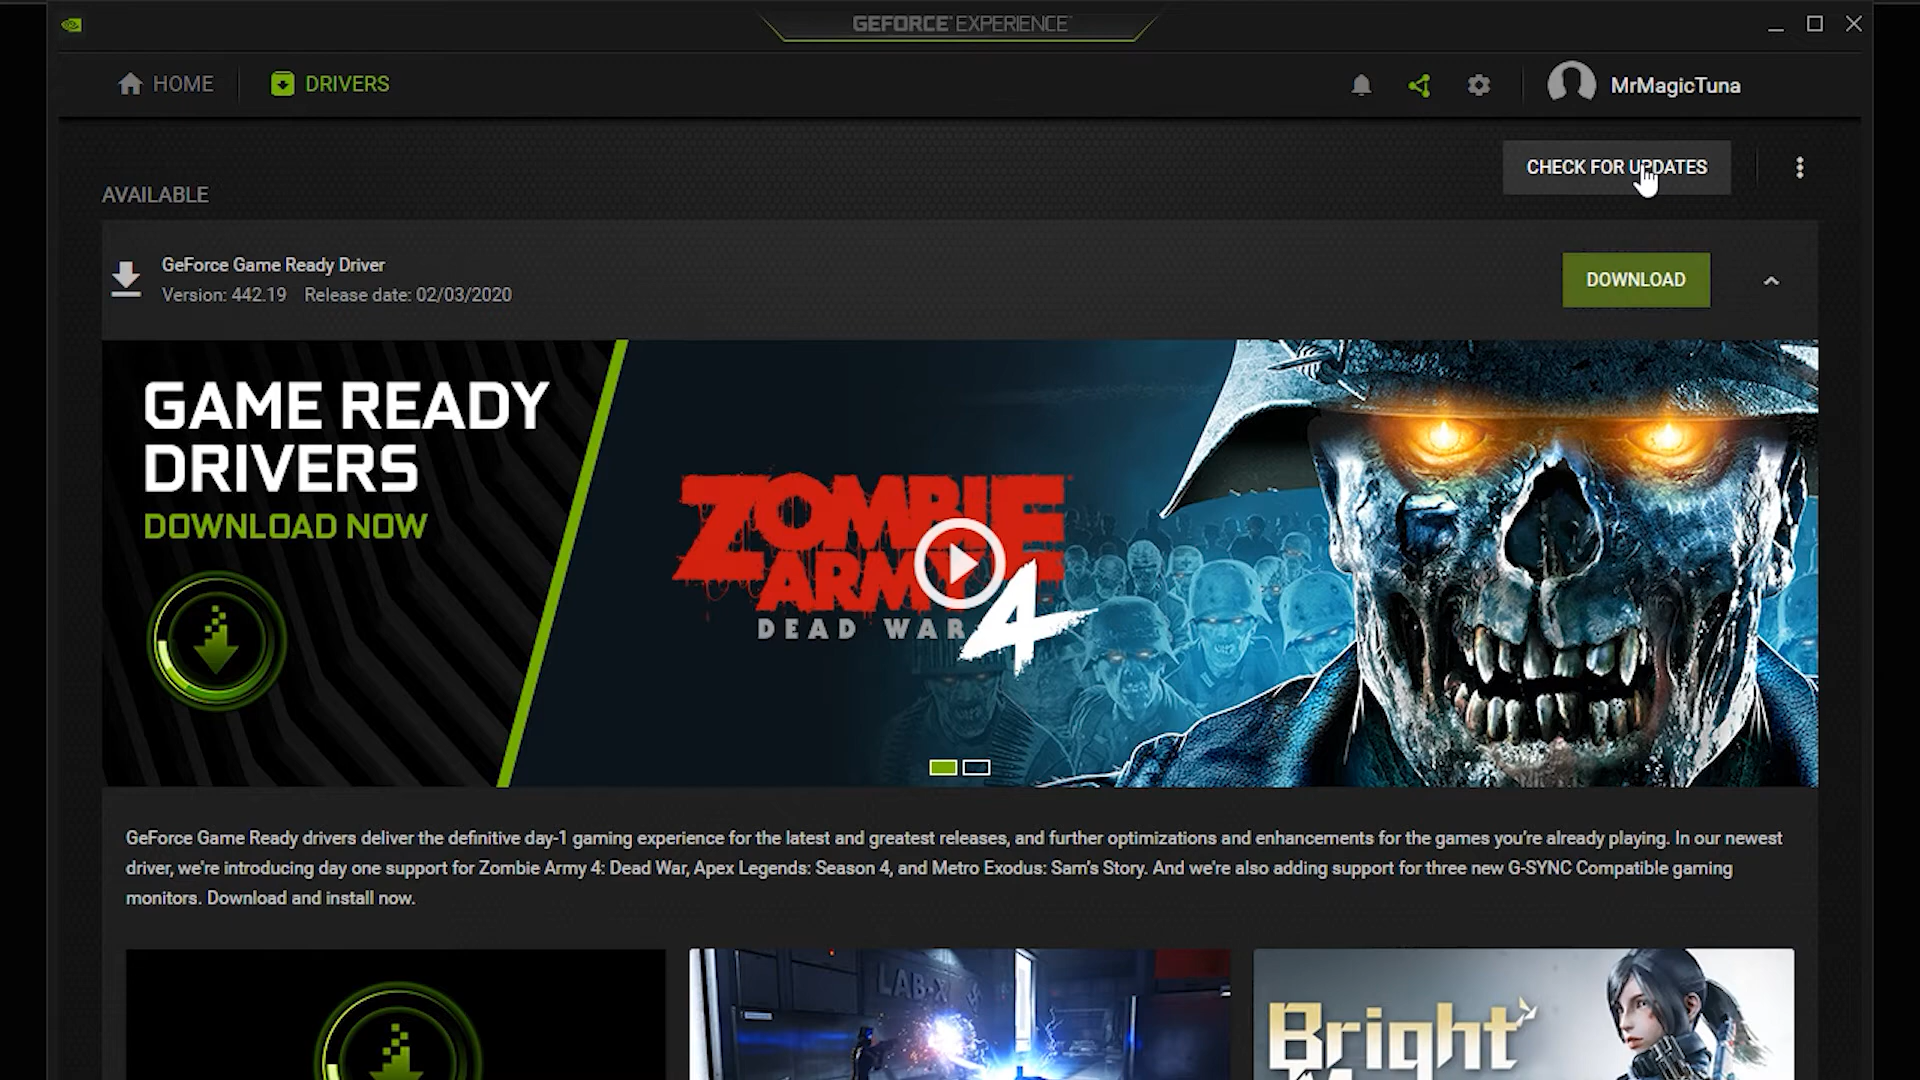 GEFORCE EXPERIENCE
HOME
DRIVERS
MrMagicTuna
CHECK FOR UPDATES
AVAILABLE
GeForce Game Ready Driver
Version: 442.19 Release date: 02/03/2020
DOWNLOAD
GAME READY
DRIVERS
DOWNLOAD NOW
ZOMBIE
ARMY 4
DEAD WAR
GeForce Game Ready drivers deliver the definitive day-1 gaming experience for the latest and greatest releases, and further optimizations and enhancements for the games you're already playing. In our newest
driver, we're introducing day one support for Zombie Army 4: Dead War, Apex Legends: Season 4, and Metro Exodus: Sam's Story. And we're also adding support for three new G-SYNC Compatible gaming
monitors. Download and install now.
LAB-X
Bright